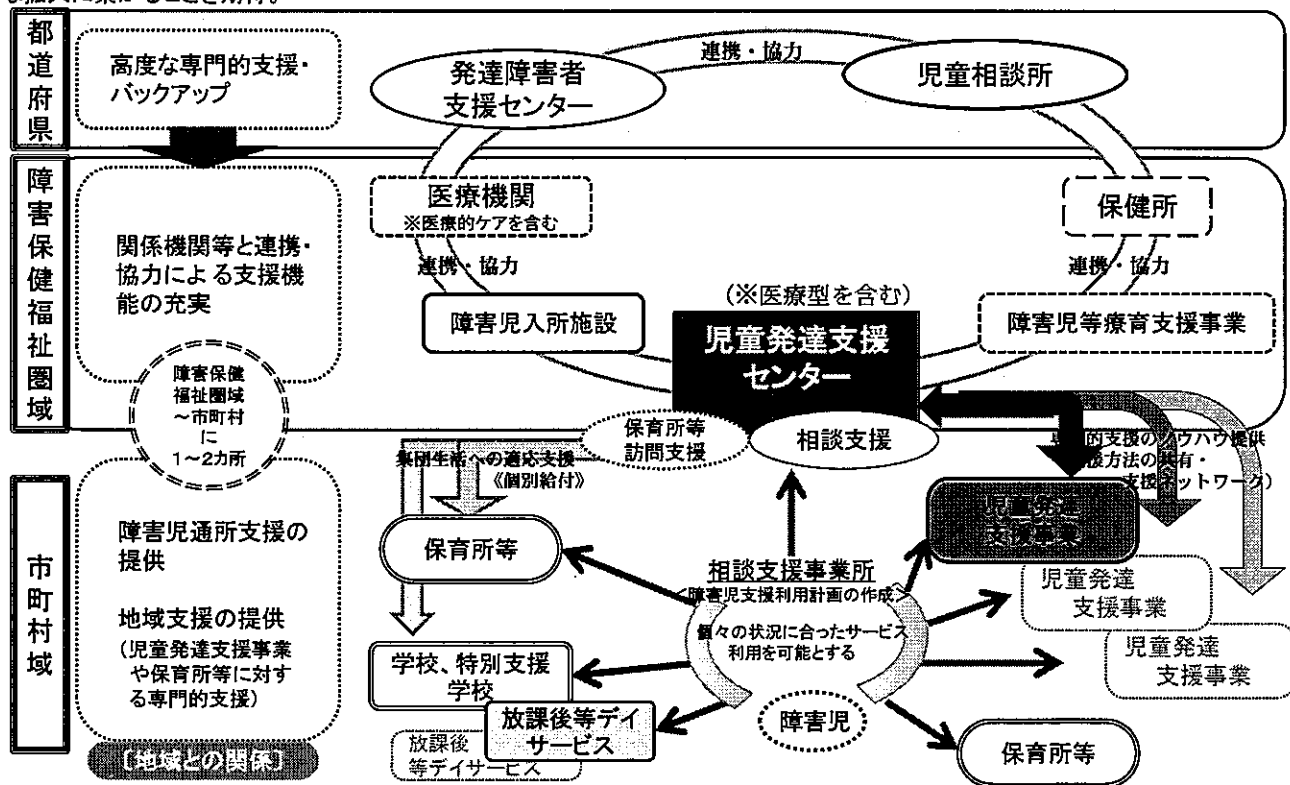 都道府県
高度な専門的支援・
バックアップ
発達障害者
支援センター
連携・協力
児童相談所
障害保健福祉圏域
関係機関等と連携・
協力による支援機
能の充実
医療機関
※医療的ケアを含む
保健所
連携・協力
連携・協力
障害児入所施設
(※医療型を含む)
児童発達支援
センター
障害児等療育支援事業
障害保健
福祉圏域
~市町村
に
1~2カ所
保育所等
訪問支援
相談支援
集団生活への適応支援
《個別給付》
ノウハウ提供
支援方法の共有・
支援ネットワーク)
市町村域
障害児通所支援の
提供
地域支援の提供
(児童発達支援事業
や保育所等に対す
る専門的支援)
〔地域との関係〕
保育所等
児童発達
支援事業
児童発達
支援事業
児童発達
支援事業
相談支援事業所
<障害児支援利用計画の作成>
個々の状況に合ったサービス
利用を可能とする
学校、特別支援
学校
放課後等デイ
サービス
放課後
等デイサービス
障害児
保育所等